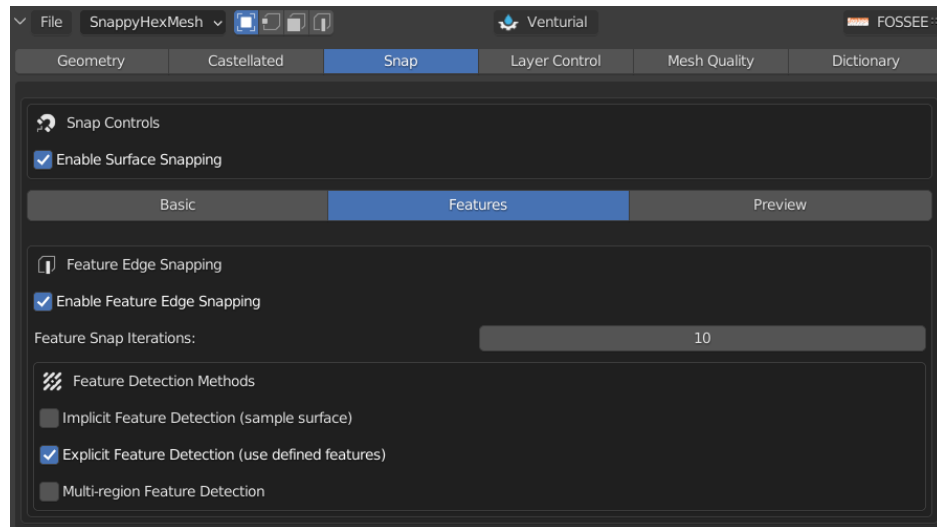 File SnappyHexMesh Venturial FOSSEE
Geometry Castellated Snap Layer Control Mesh Quality Dictionary
Snap Controls
Enable Surface Snapping
Basic Features Preview
Feature Edge Snapping
Enable Feature Edge Snapping
Feature Snap Iterations: 10
Feature Detection Methods
Implicit Feature Detection (sample surface)
Explicit Feature Detection (use defined features)
Multi-region Feature Detection